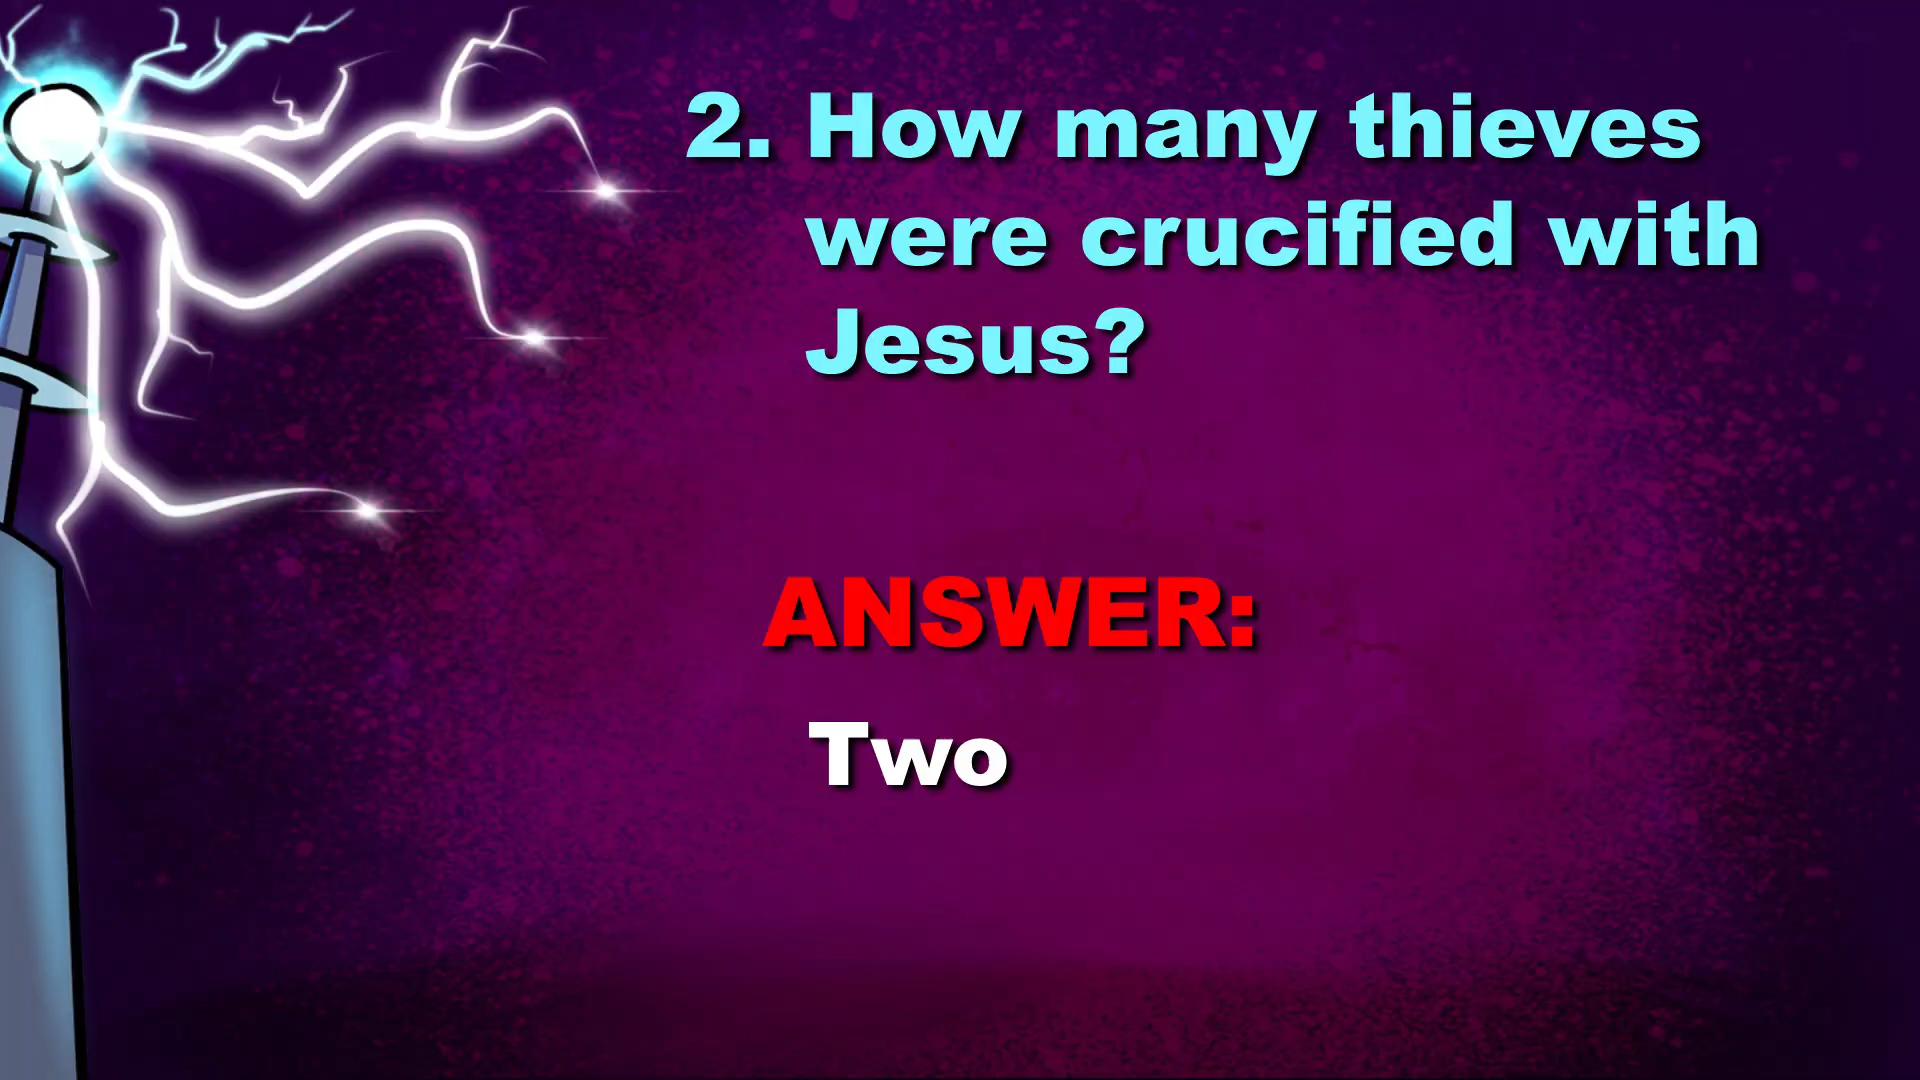 2. How many thieves
were crucified with
Jesus?
ANSWER:
Two